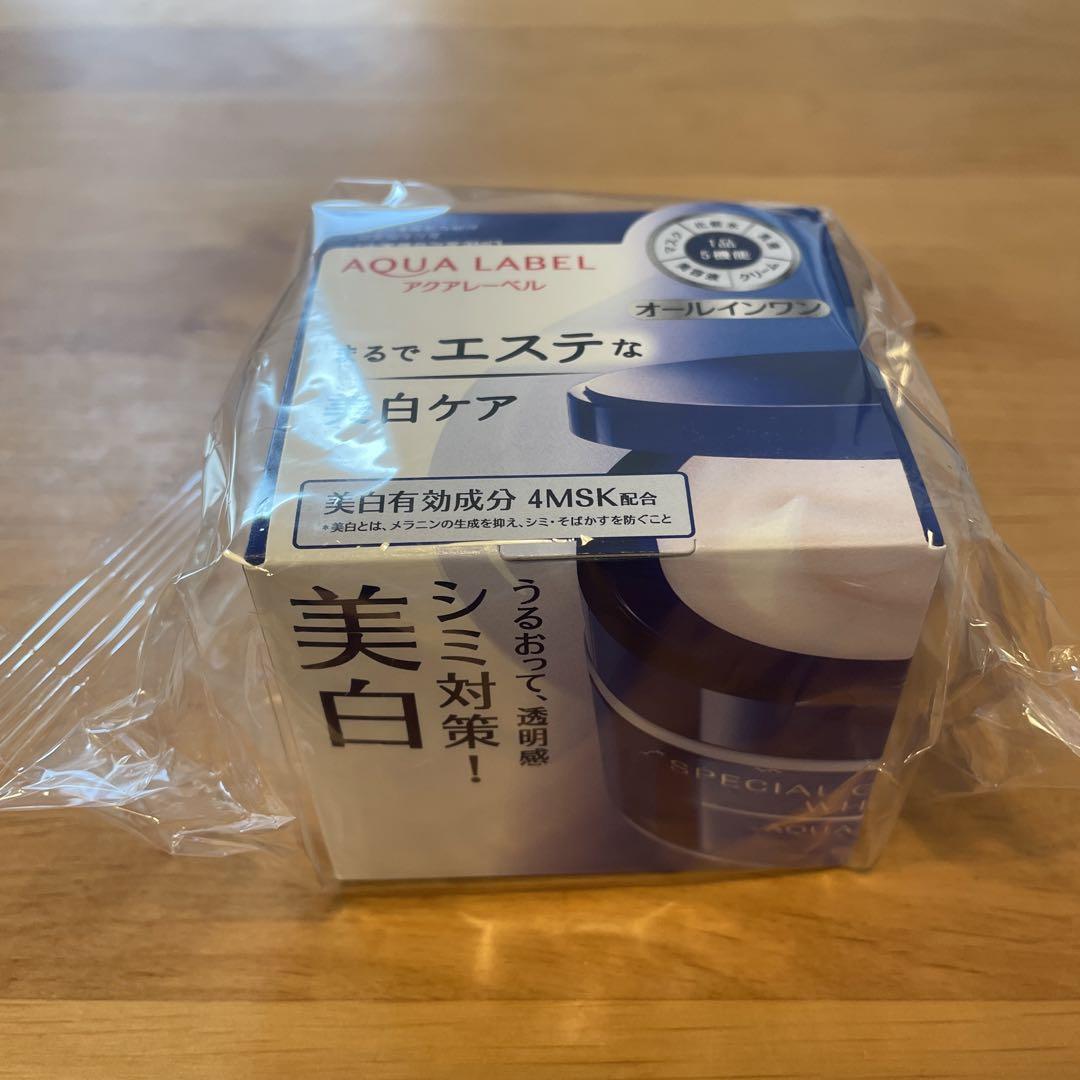 AQUA LABEL
アクアレーベル
1品
5機能
化粧水
乳液
クリーム
美容液
マスク
オールインワン
まるでエステな
美白ケア
美白有効成分 4MSK配合
*美白とは、メラニンの生成を抑え、シミ・そばかすを防ぐこと
美白
シミ対策!
うるおって、透明感
SPECIAL G
WH
AQUA